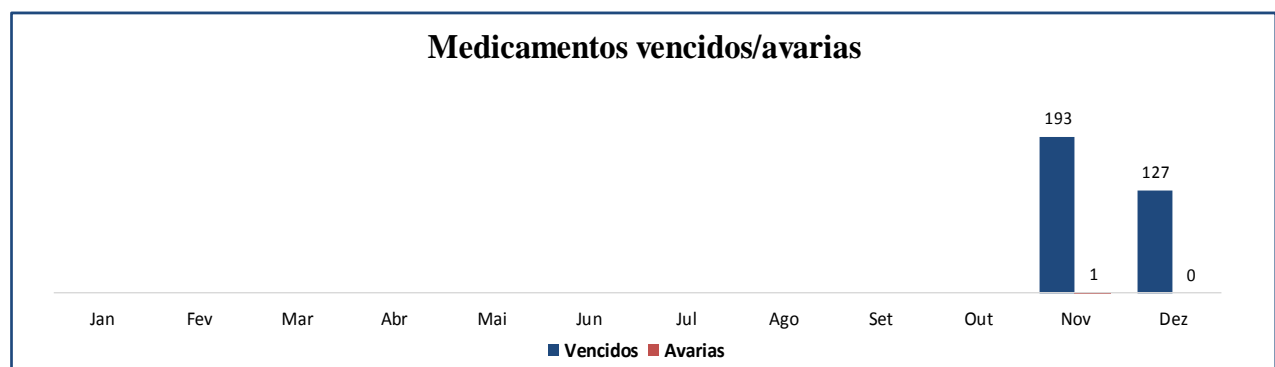 Medicamentos vencidos/avarias
193
127
1
0
Jan Fev Mar Abr Mai Jun Jul Ago Set Out Nov Dez
Vencidos Avarias